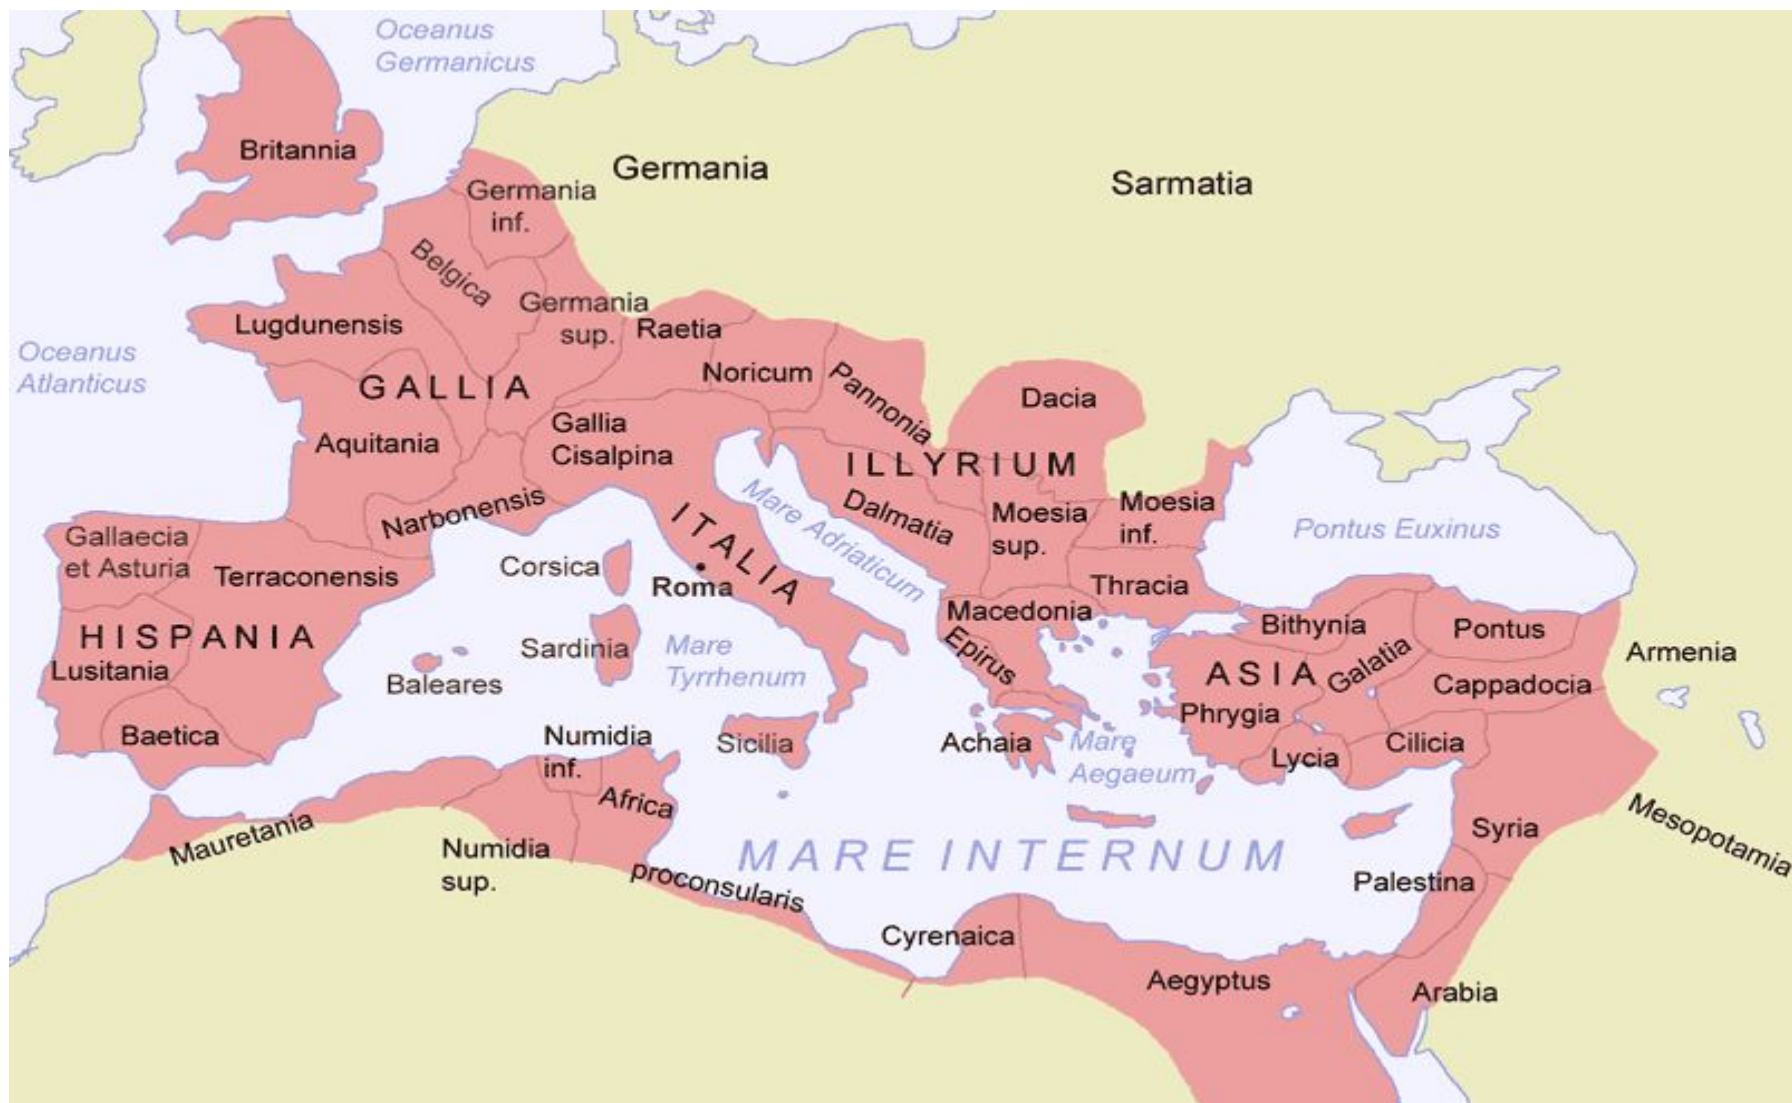 Oceanus
Germanicus
Britannia
Germania
Sarmatia
Germania
inf.
Belgica
Germania
sup.
Lugdunensis
Raetia
Oceanus
Atlanticus
GALLIA
Noricum
Pannonia
Dacia
Aquitania
Gallia
Cisalpina
ILLYRIUM
Narbonensis
Mare Adriaticum
Dalmatia
Moesia
sup.
Moesia
inf.
Pontus Euxinus
Gallaecia
et Asturia
Terraconensis
Corsica
ITALIA
Roma
Thracia
Macedonia
Bithynia
Pontus
HISPANIA
Lusitania
Sardinia
Mare
Tyrrhenum
Epirus
ASIA
Galatia
Armenia
Baleares
Cappadocia
Phrygia
Baetica
Numidia
inf.
Sicilia
Achaia
Mare
Aegaeum
Lycia
Cilicia
Africa
proconsularis
Mauretania
Numidia
sup.
MARE INTERNUM
Syria
Mesopotamia
Palestina
Cyrenaica
Aegyptus
Arabia